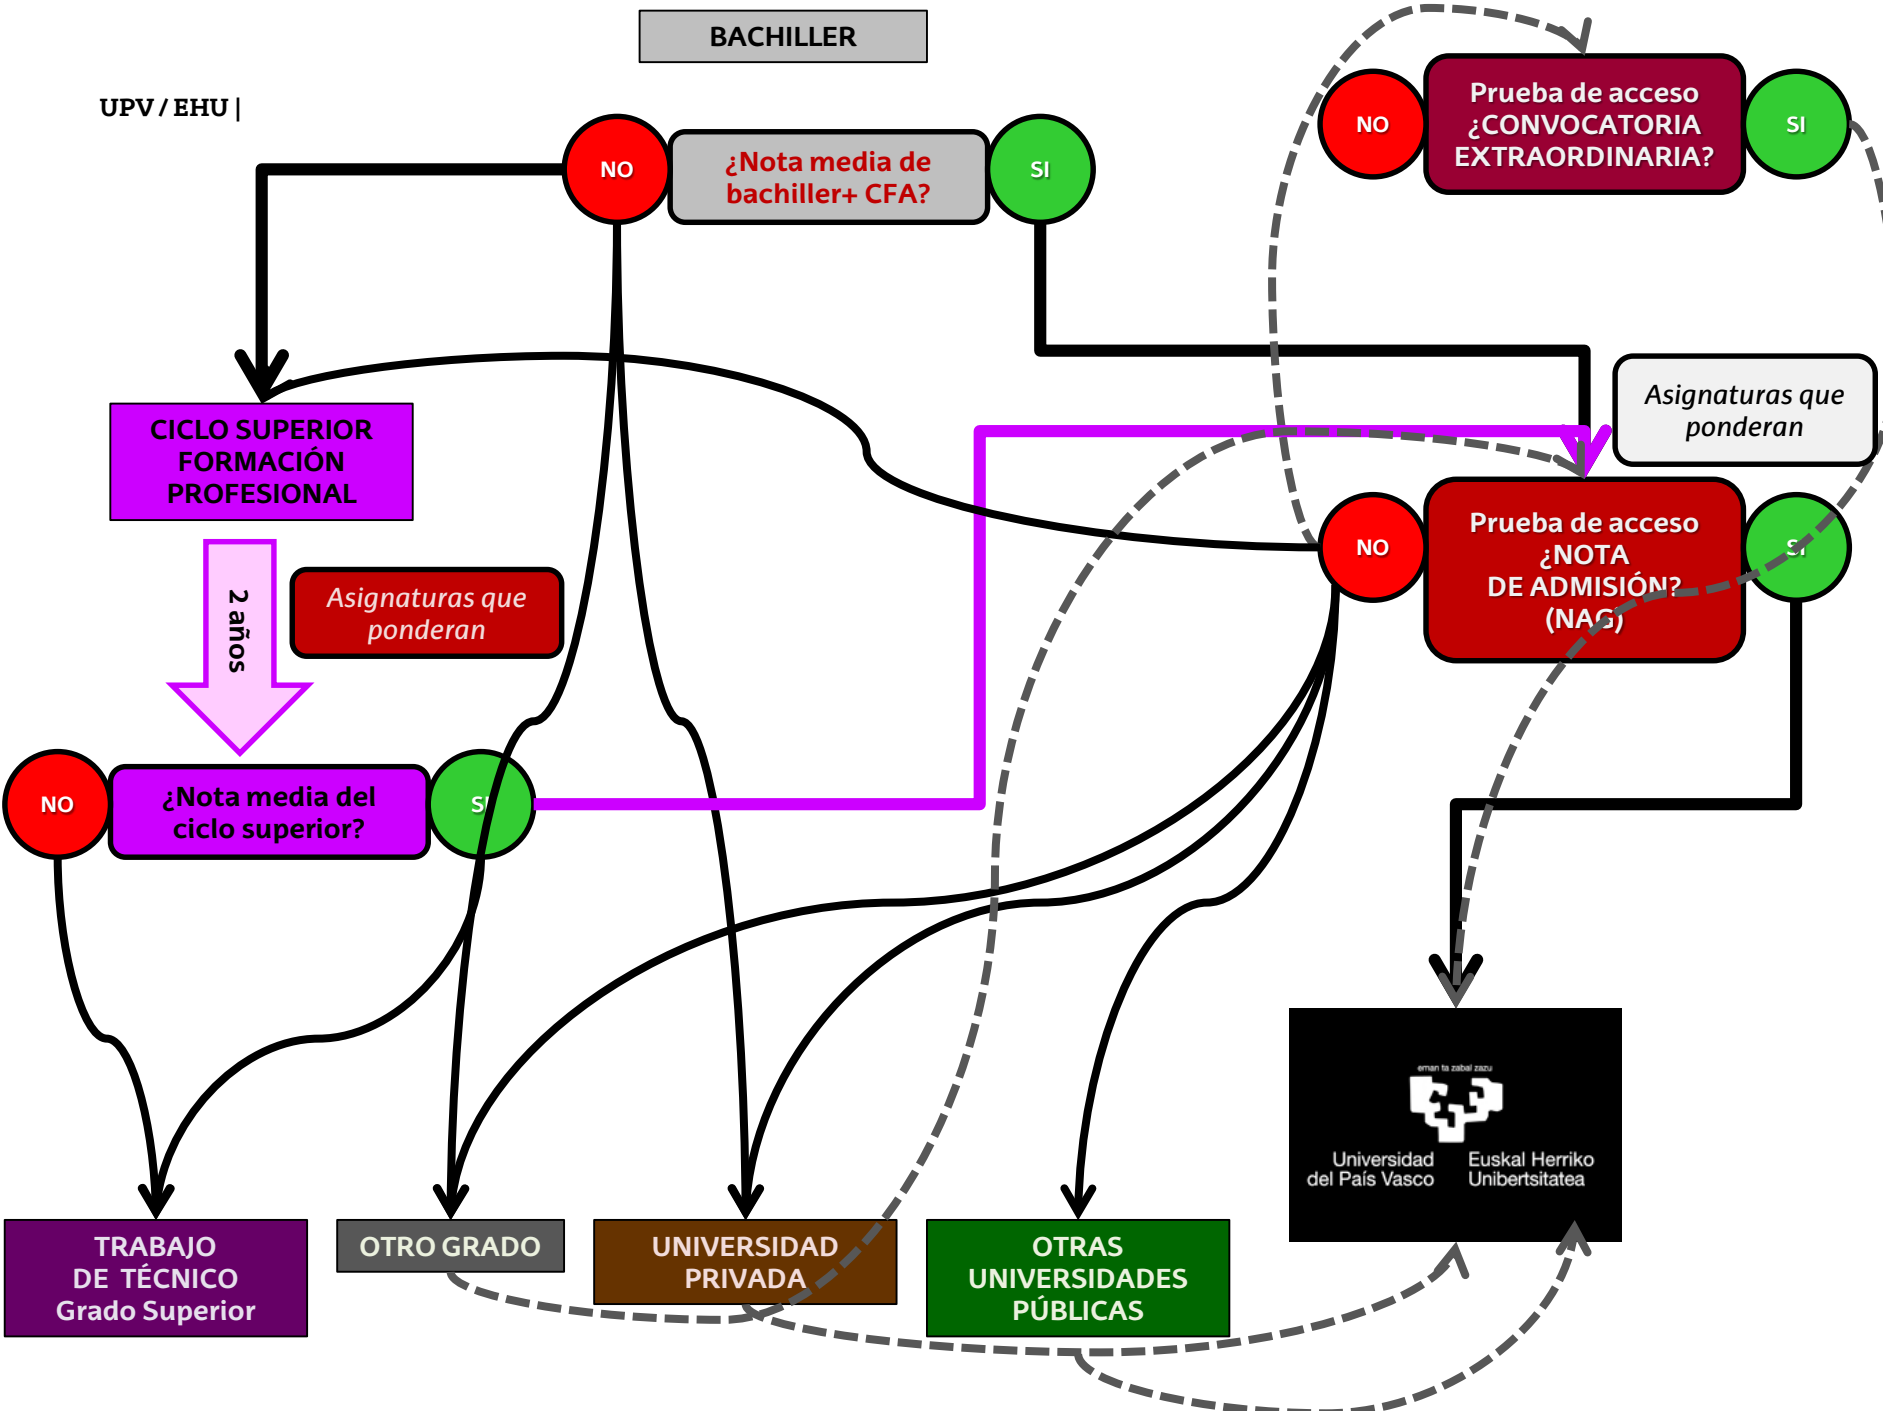 BACHILLER
UPV / EHU |
NO
¿Nota media de
bachiller+ CFA?
SI
NO
Prueba de acceso
¿CONVOCATORIA
EXTRAORDINARIA?
SI
Asignaturas que
ponderan
CICLO SUPERIOR
FORMACIÓN
PROFESIONAL
NO
Prueba de acceso
¿NOTA
DE ADMISIÓN?
(NAG)
SI
2 años
Asignaturas que
ponderan
NO
¿Nota media del
ciclo superior?
SI
eman ta zabal zazu
Universidad
del País Vasco
Euskal Herriko
Unibertsitatea
TRABAJO
DE TÉCNICO
Grado Superior
OTRO GRADO
UNIVERSIDAD
PRIVADA
OTRAS
UNIVERSIDADES
PÚBLICAS